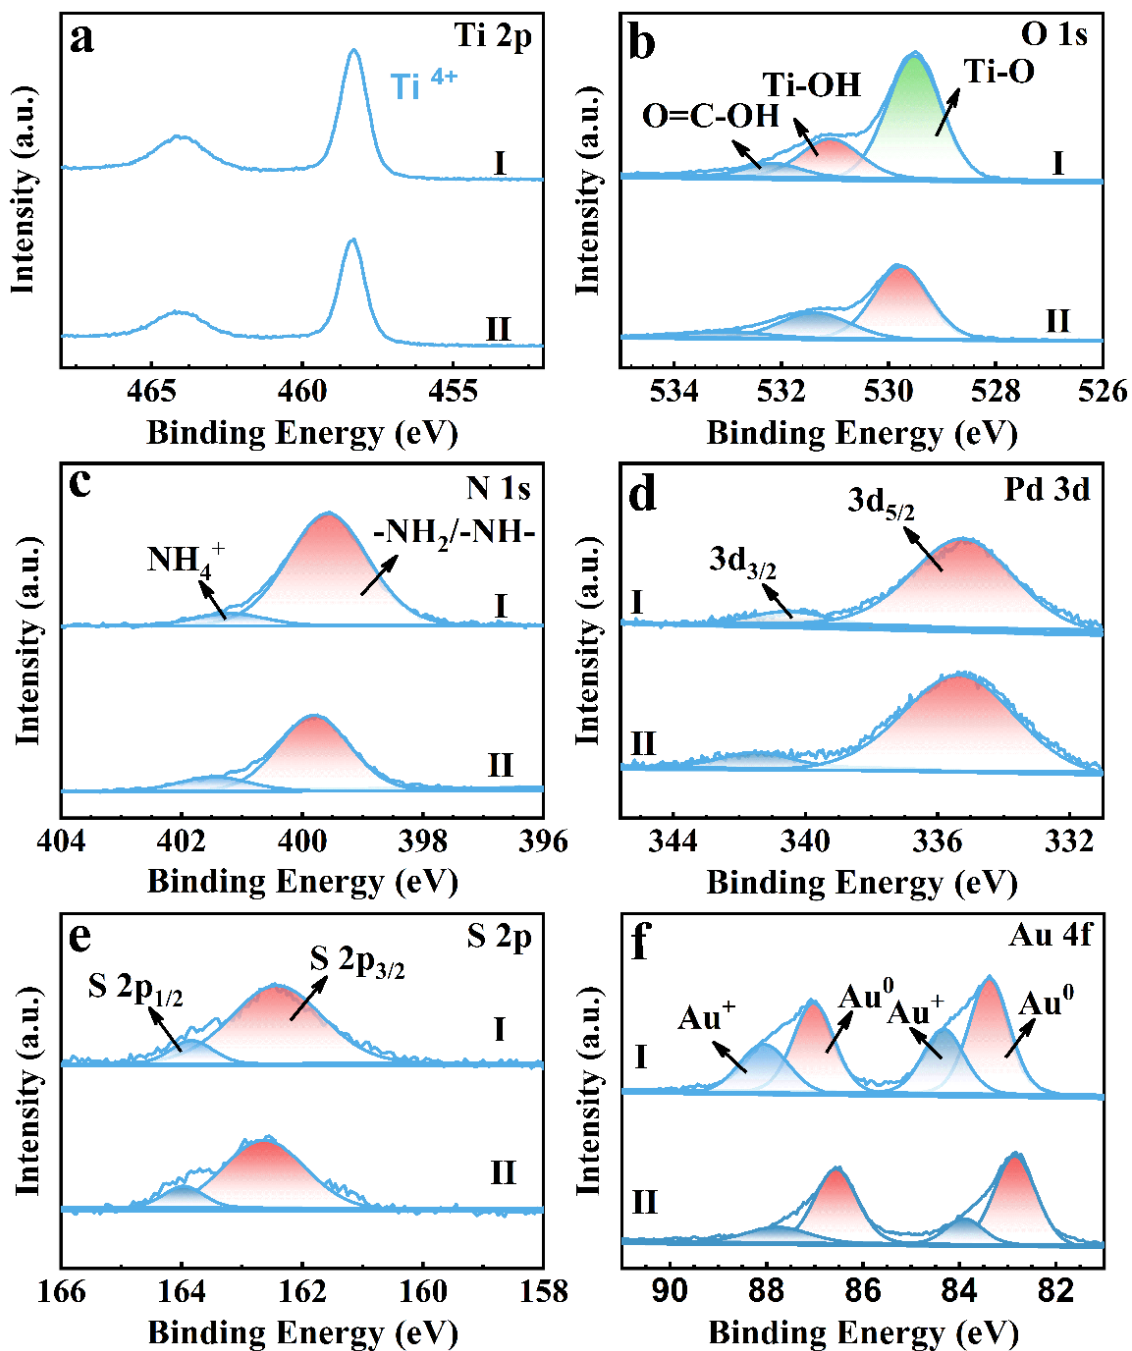 a
Ti 2p
Ti 4+
I
II
Intensity (a.u.)
465 460 455
Binding Energy (eV)
b
O 1s
Ti-OH
Ti-O
O=C-OH
I
II
Intensity (a.u.)
534 532 530 528 526
Binding Energy (eV)
c
N 1s
-NH2/-NH-
NH4+
I
II
Intensity (a.u.)
404 402 400 398 396
Binding Energy (eV)
d
Pd 3d
3d5/2
3d3/2
I
II
Intensity (a.u.)
344 340 336 332
Binding Energy (eV)
e
S 2p
S 2p3/2
S 2p1/2
I
II
Intensity (a.u.)
166 164 162 160 158
Binding Energy (eV)
f
Au 4f
Au+ Au0 Au+ Au0
I
II
Intensity (a.u.)
90 88 86 84 82
Binding Energy (eV)